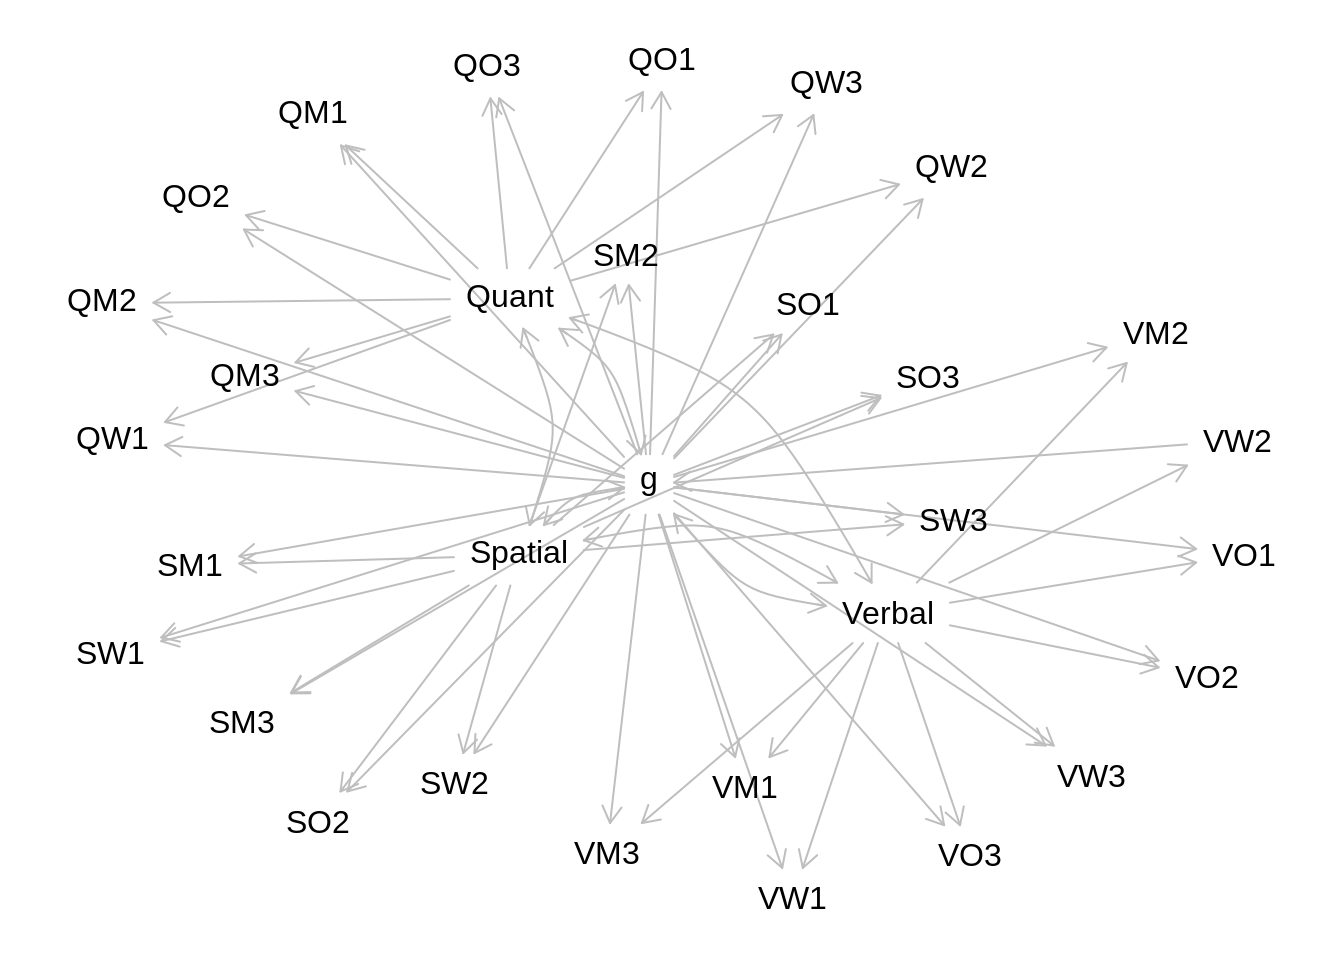 QO1
QO3
QW3
QM1
QW2
QO2
SM2
Quant
QM2
SO1
VM2
QM3
SO3
QW1
VW2
g
SW3
Spatial
VO1
SM1
Verbal
SW1
VO2
SM3
VW3
SW2
VM1
SO2
VM3
VO3
VW1